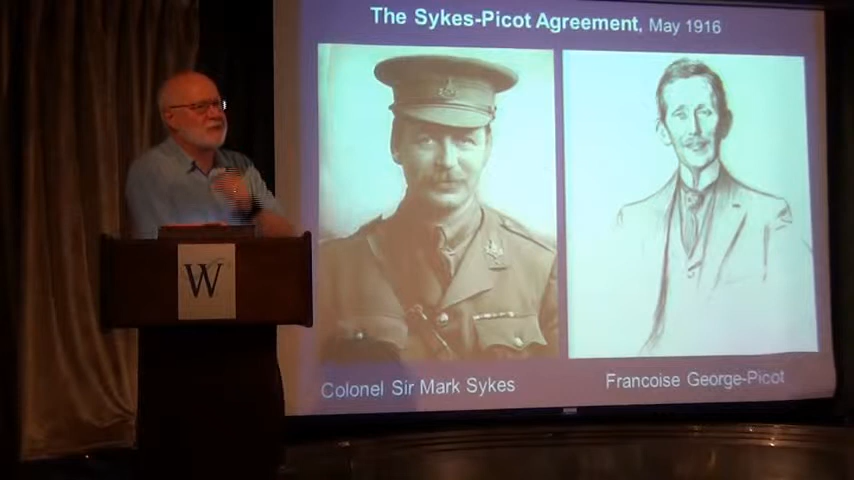 The Sykes-Picot Agreement, May 1916
W
Colonel Sir Mark Sykes
Francoise George-Picot